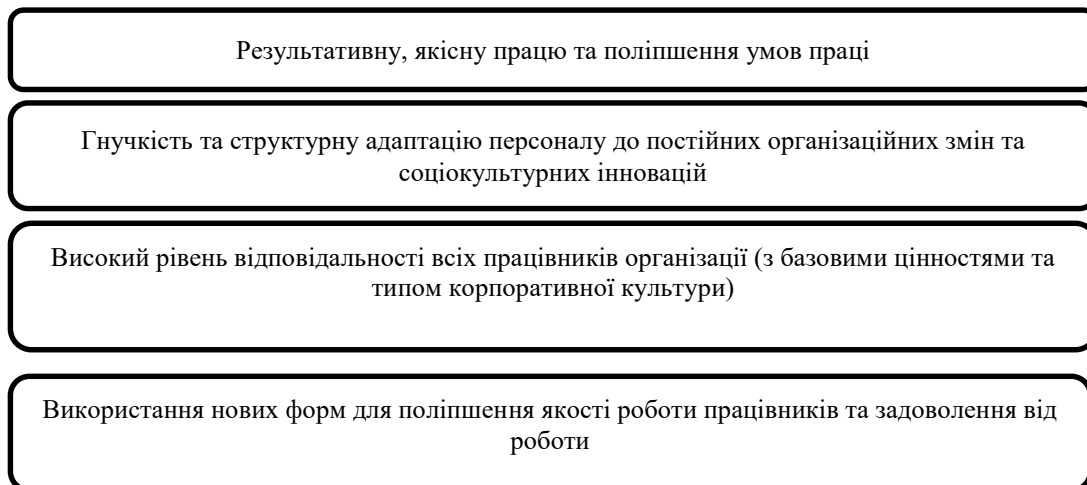 Результативну, якісну працю та поліпшення умов праці
Гнучкість та структурну адаптацію персоналу до постійних організаційних змін та
соціокультурних інновацій
Високий рівень відповідальності всіх працівників організації (з базовими цінностями та
типом корпоративної культури)
Використання нових форм для поліпшення якості роботи працівників та задоволення від
роботи